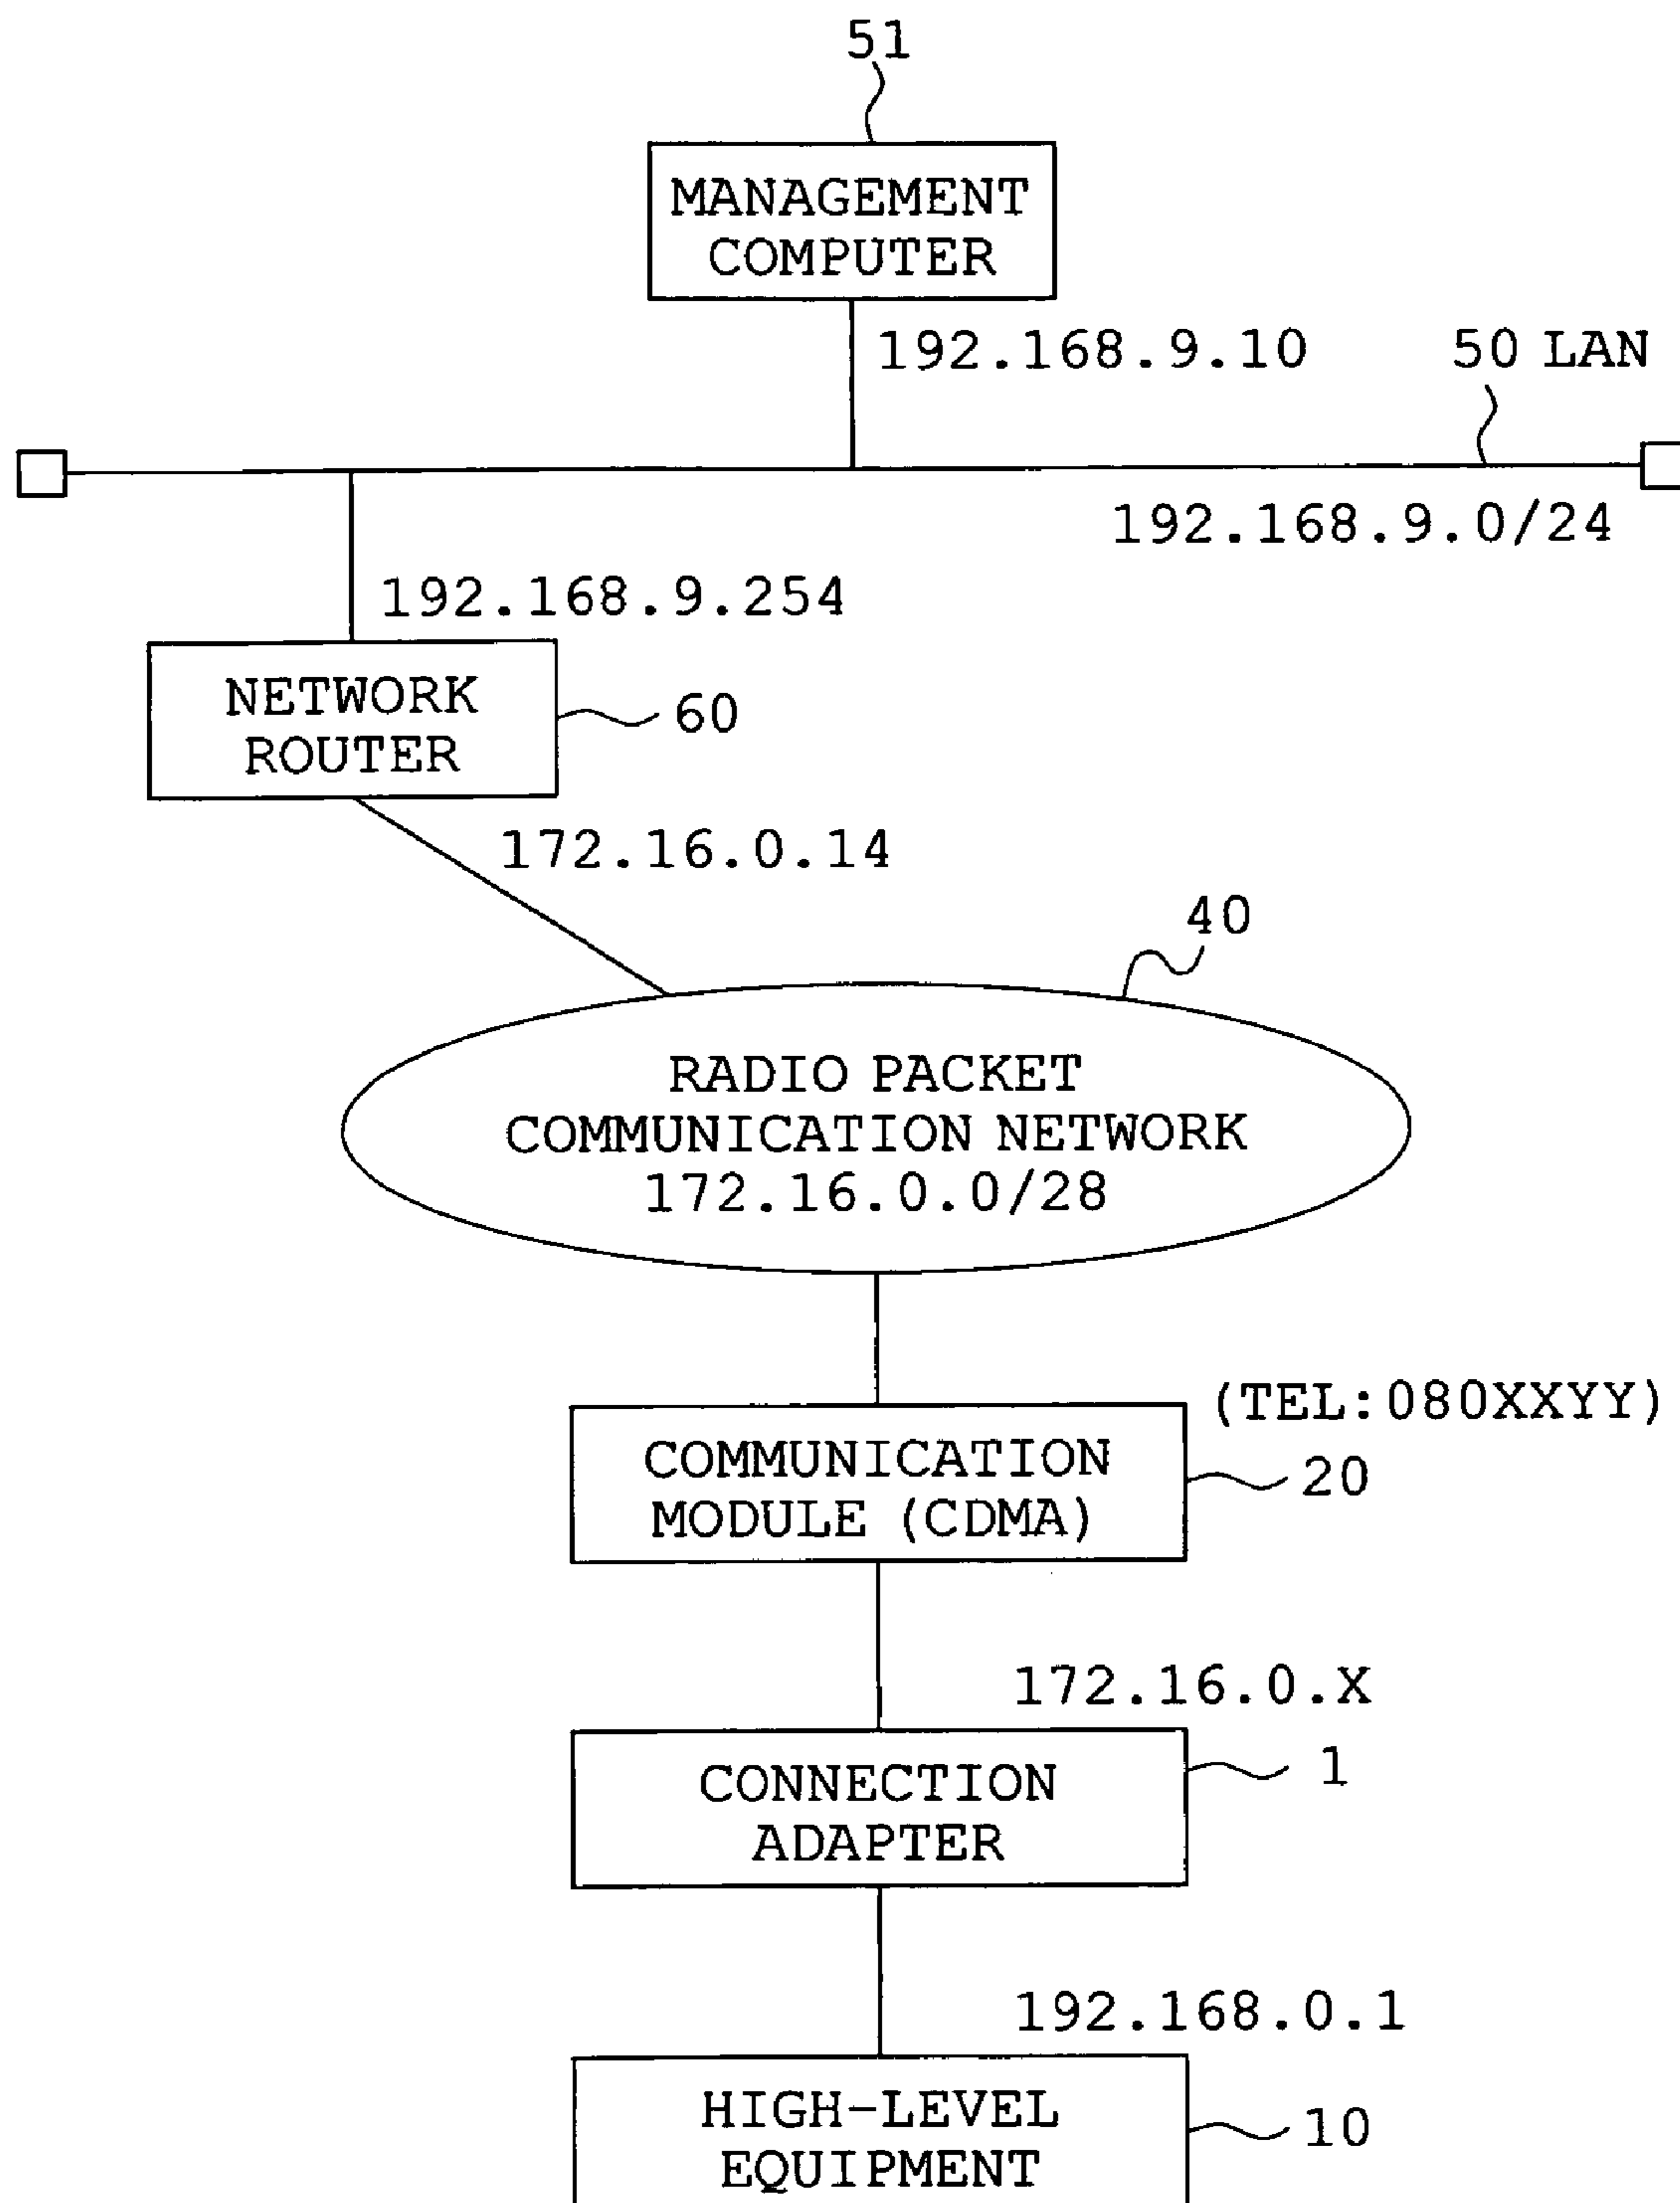 51
MANAGEMENT
COMPUTER
192.168.9.10
50 LAN
192.168.9.0/24
192.168.9.254
NETWORK
ROUTER
60
172.16.0.14
40
RADIO PACKET
COMMUNICATION NETWORK
172.16.0.0/28
(TEL:080XXYY)
COMMUNICATION
MODULE (CDMA)
20
172.16.0.X
CONNECTION
ADAPTER
1
192.168.0.1
HIGH-LEVEL
EQUIPMENT
10